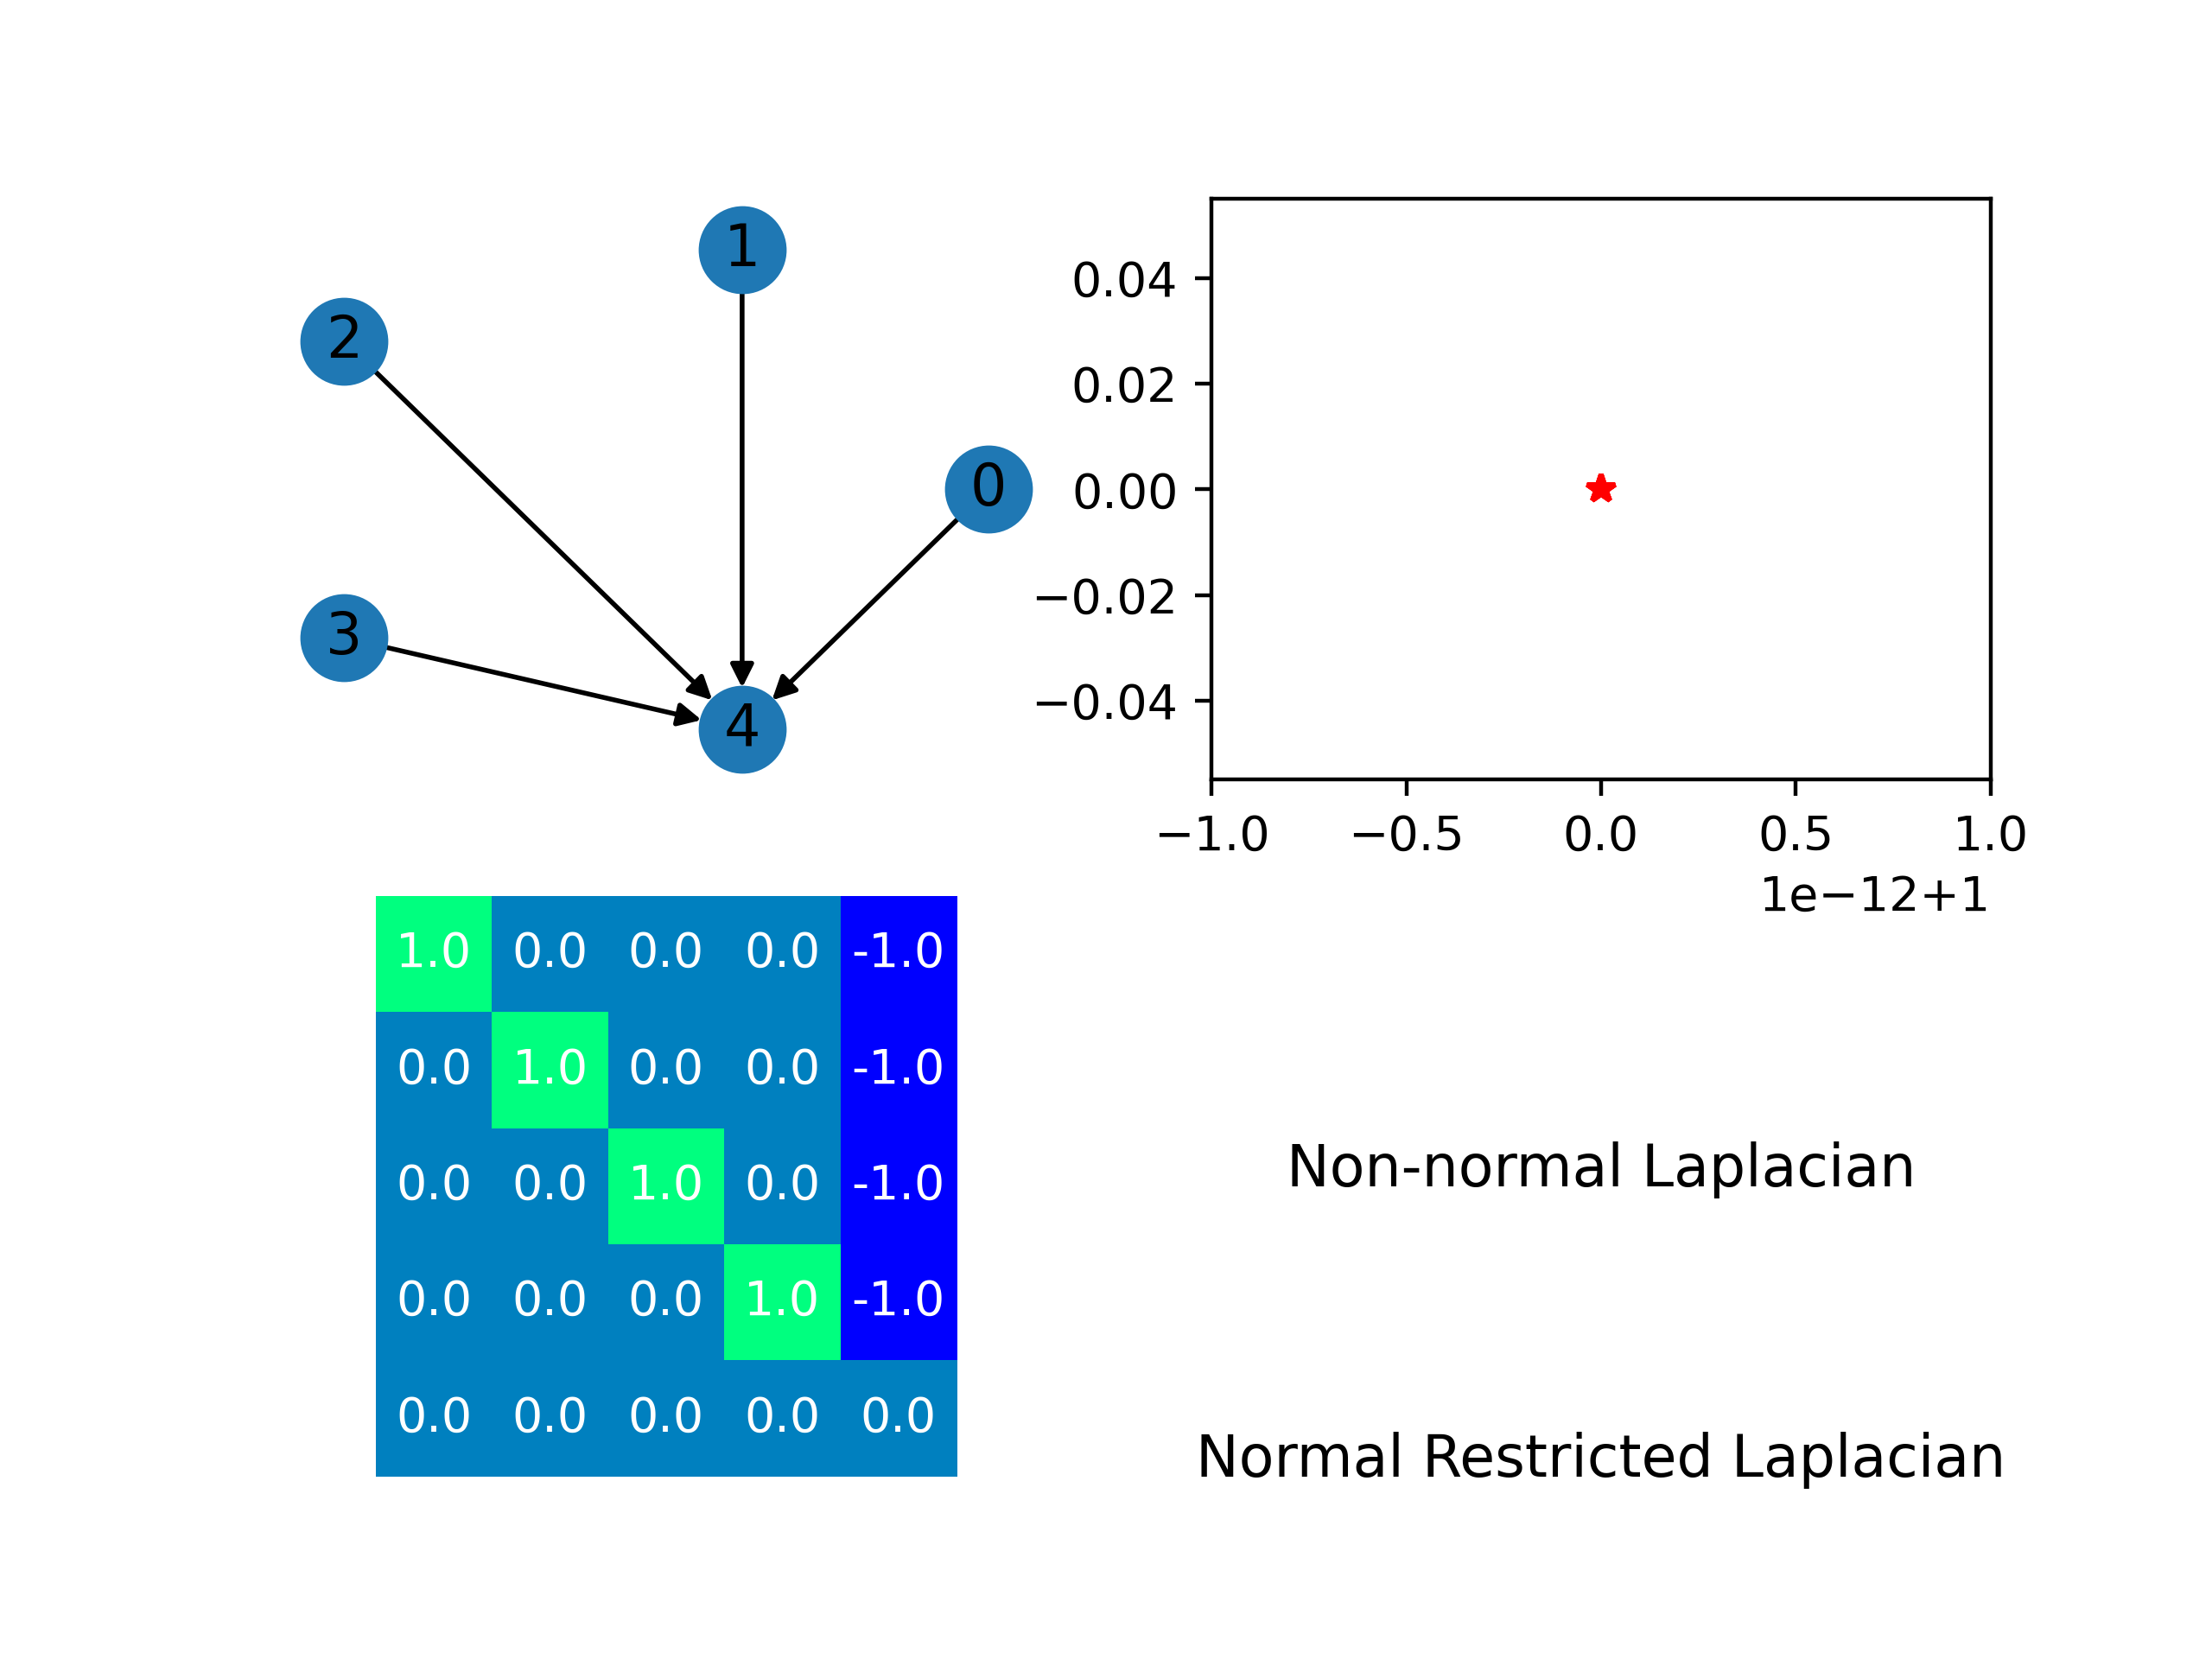 1
2
0
3
4
0.04
0.02
0.00
−0.02
−0.04
−1.0 −0.5 0.0 0.5 1.0
1e−12+1
1.0 0.0 0.0 0.0 -1.0
0.0 1.0 0.0 0.0 -1.0
0.0 0.0 1.0 0.0 -1.0
0.0 0.0 0.0 1.0 -1.0
0.0 0.0 0.0 0.0 0.0
Non-normal Laplacian
Normal Restricted Laplacian